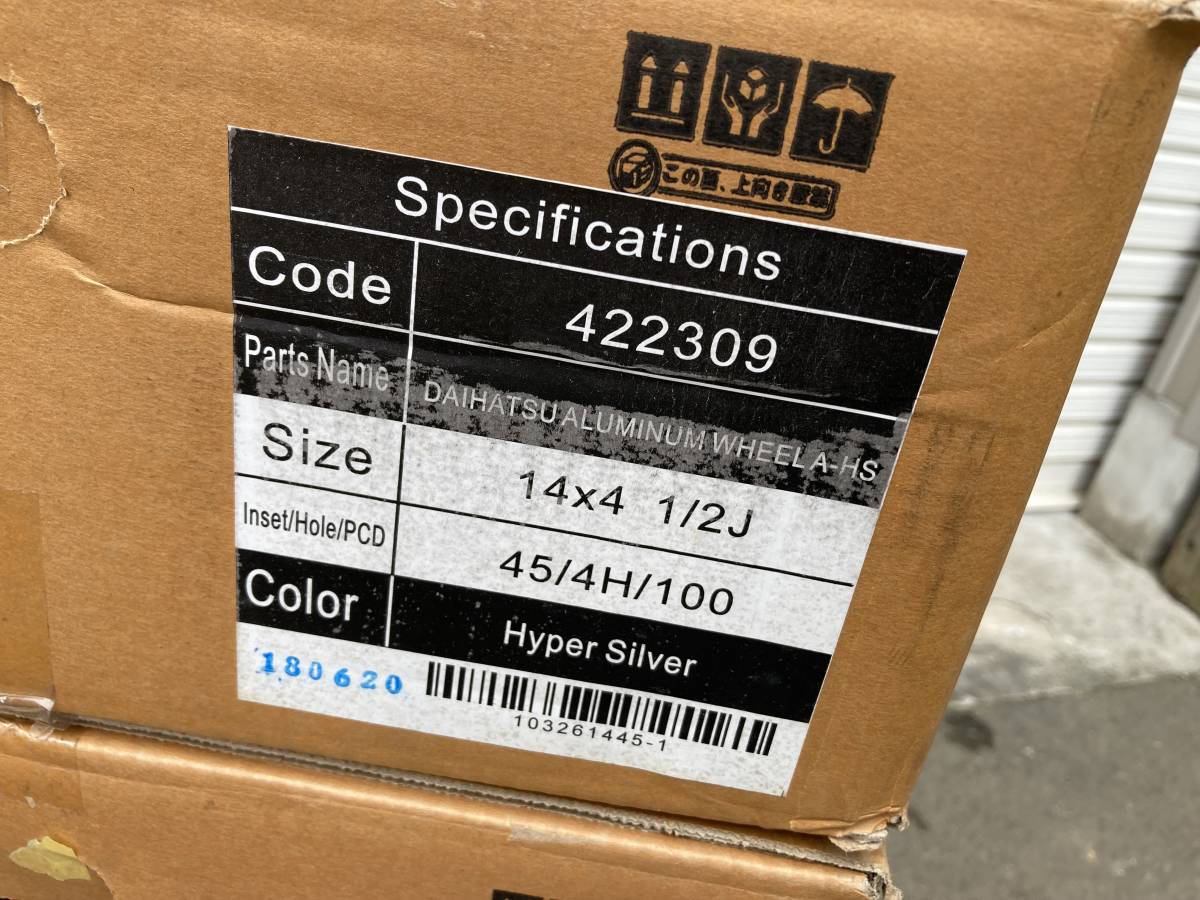 この面、上向き厳禁
Specifications
Code 422309
Parts Name DAIHATSU ALUMINUM WHEEL A-HS
Size 14x4 1/2J
Inset/Hole/PCD 45/4H/100
Color Hyper Silver
180620
103261445-1